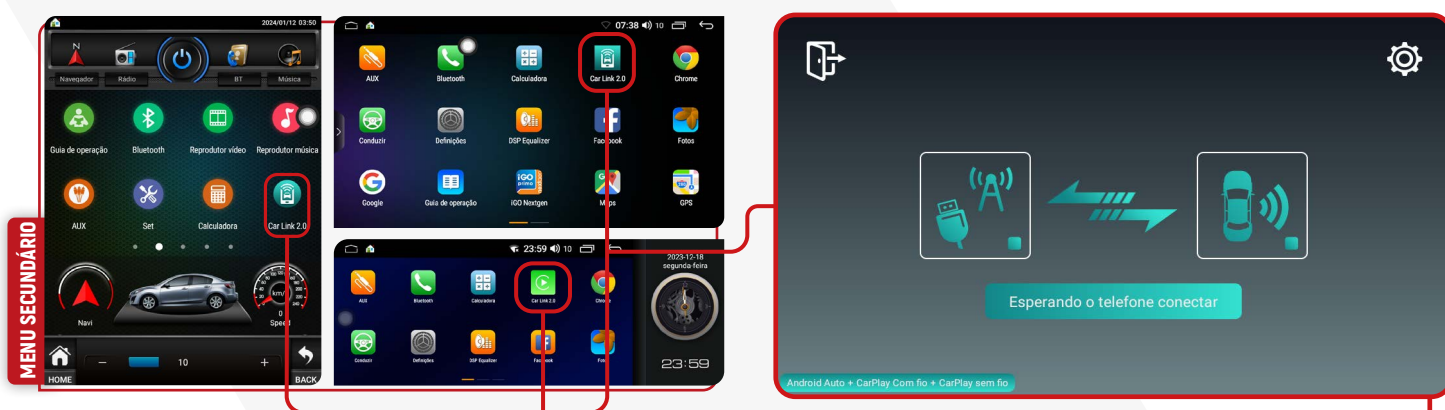 MENU SECUNDÁRIO
2024/01/12 03:50
N
Navegador Rádio BT Música
Guia de operação Bluetooth Reprodutor vídeo Reprodutor música
AUX Set Calculadora Car Link 2.0
Navi
km/h
0
Speed
HOME
- 10 +
BACK
07:38 10
AUX Bluetooth Calculadora Car Link 2.0 Chrome
Conduzir Definições DSP Equalizer Facebook Fotos
Google Guia de operação iGO Nextgen Maps GPS
23:59 10
AUX Bluetooth Calculadora Car Link 2.0 Chrome
Conduzir Definições DSP Equalizer Facebook Fotos
2023-12-18
segunda-feira
23:59
Esperando o telefone conectar
Android Auto + CarPlay Com fio + CarPlay sem fio